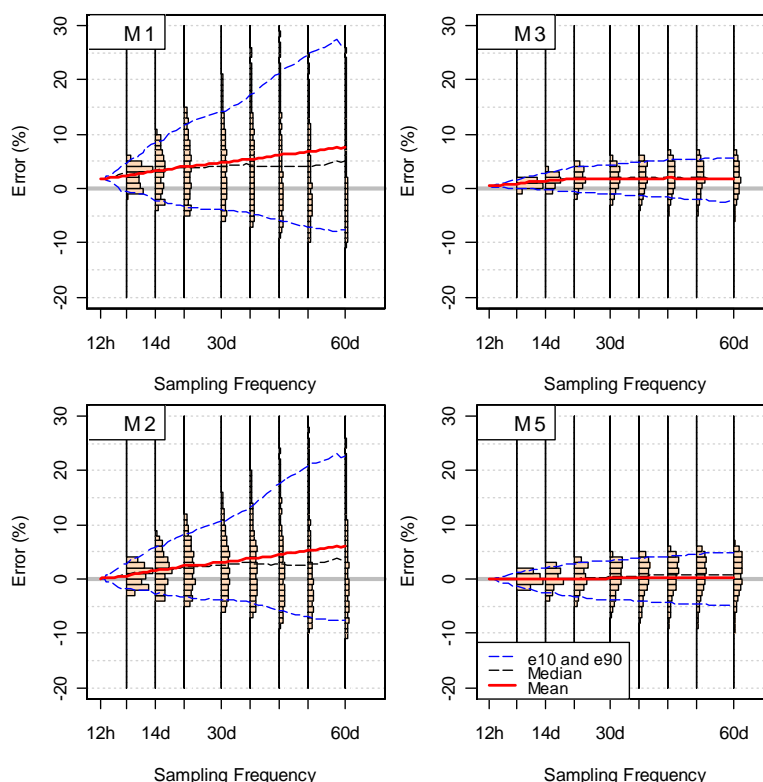 M1
Error (%)
30
20
10
0
-10
-20
12h 14d 30d 60d
Sampling Frequency
M3
Error (%)
30
20
10
0
-10
-20
12h 14d 30d 60d
Sampling Frequency
M2
Error (%)
30
20
10
0
-10
-20
12h 14d 30d 60d
Sampling Frequency
M5
Error (%)
30
20
10
0
-10
-20
e10 and e90
Median
Mean
12h 14d 30d 60d
Sampling Frequency